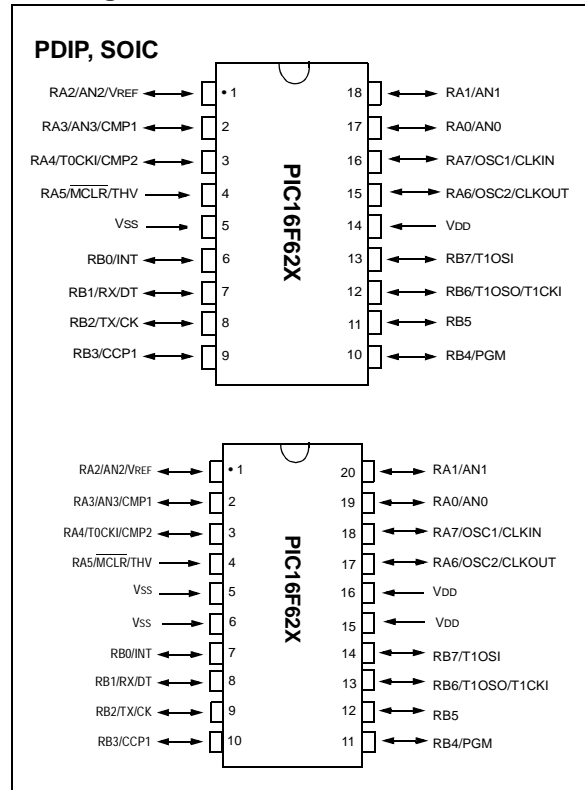 PDIP, SOIC
RA2/AN2/VREF 1 18 RA1/AN1
RA3/AN3/CMP1 2 17 RA0/AN0
RA4/T0CKI/CMP2 3 16 RA7/OSC1/CLKIN
RA5/MCLR/THV 4 15 RA6/OSC2/CLKOUT
VSS 5 14 VDD
RB0/INT 6 13 RB7/T1OSI
RB1/RX/DT 7 12 RB6/T1OSO/T1CKI
RB2/TX/CK 8 11 RB5
RB3/CCP1 9 10 RB4/PGM
PIC16F62X
RA2/AN2/VREF 1 20 RA1/AN1
RA3/AN3/CMP1 2 19 RA0/AN0
RA4/T0CKI/CMP2 3 18 RA7/OSC1/CLKIN
RA5/MCLR/THV 4 17 RA6/OSC2/CLKOUT
VSS 5 16 VDD
VSS 6 15 VDD
RB0/INT 7 14 RB7/T1OSI
RB1/RX/DT 8 13 RB6/T1OSO/T1CKI
RB2/TX/CK 9 12 RB5
RB3/CCP1 10 11 RB4/PGM
PIC16F62X